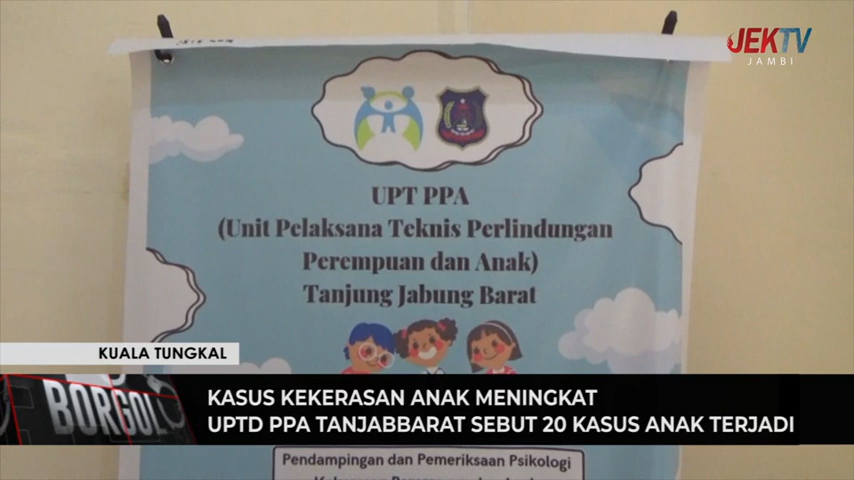 JEKTV
JAMBI
UPT PPA
(Unit Pelaksana Teknis Perlindungan
Perempuan dan Anak)
Tanjung Jabung Barat
KUALA TUNGKAL
BORGOL
KASUS KEKERASAN ANAK MENINGKAT
UPTD PPA TANJABBARAT SEBUT 20 KASUS ANAK TERJADI
Pendampingan dan Pemeriksaan Psikologi